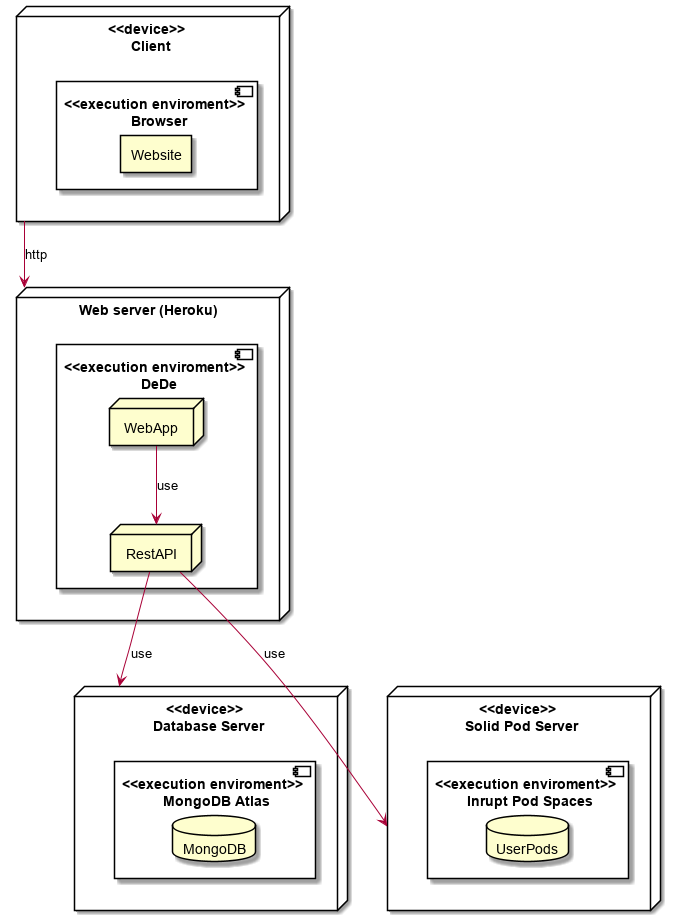 <<device>>
Client
<<execution enviroment>>
Browser
Website
http
Web server (Heroku)
<<execution enviroment>>
DeDe
WebApp
use
RestAPI
use
use
<<device>>
Database Server
<<execution enviroment>>
MongoDB Atlas
MongoDB
<<device>>
Solid Pod Server
<<execution enviroment>>
Inrupt Pod Spaces
UserPods